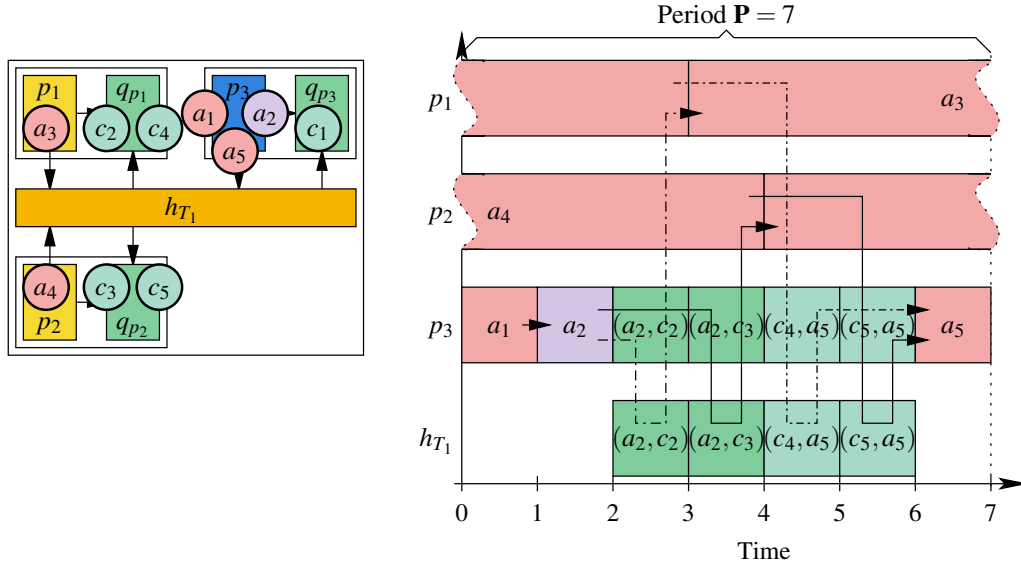 Period P = 7
p1 qp1 p3 qp3
a3 c2 c4 a1 a2 c1
a5
hT1
a4 c3 c5
p2 qp2
p1 a3
p2 a4
p3 a1 a2 (a2, c2) (a2, c3) (c4, a5) (c5, a5) a5
hT1 (a2, c2) (a2, c3) (c4, a5) (c5, a5)
0 1 2 3 4 5 6 7
Time